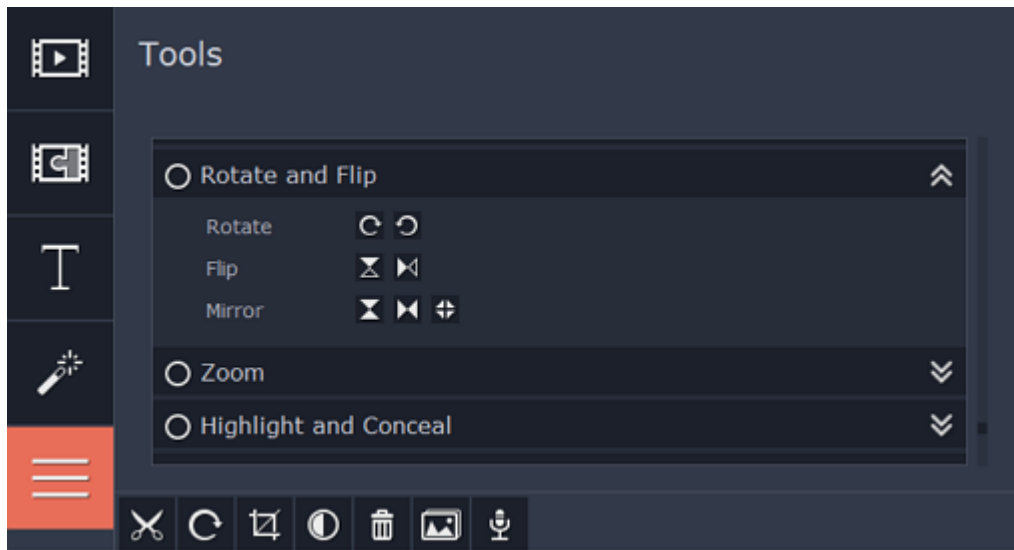 Tools
Rotate and Flip
Rotate
Flip
Mirror
Zoom
Highlight and Conceal